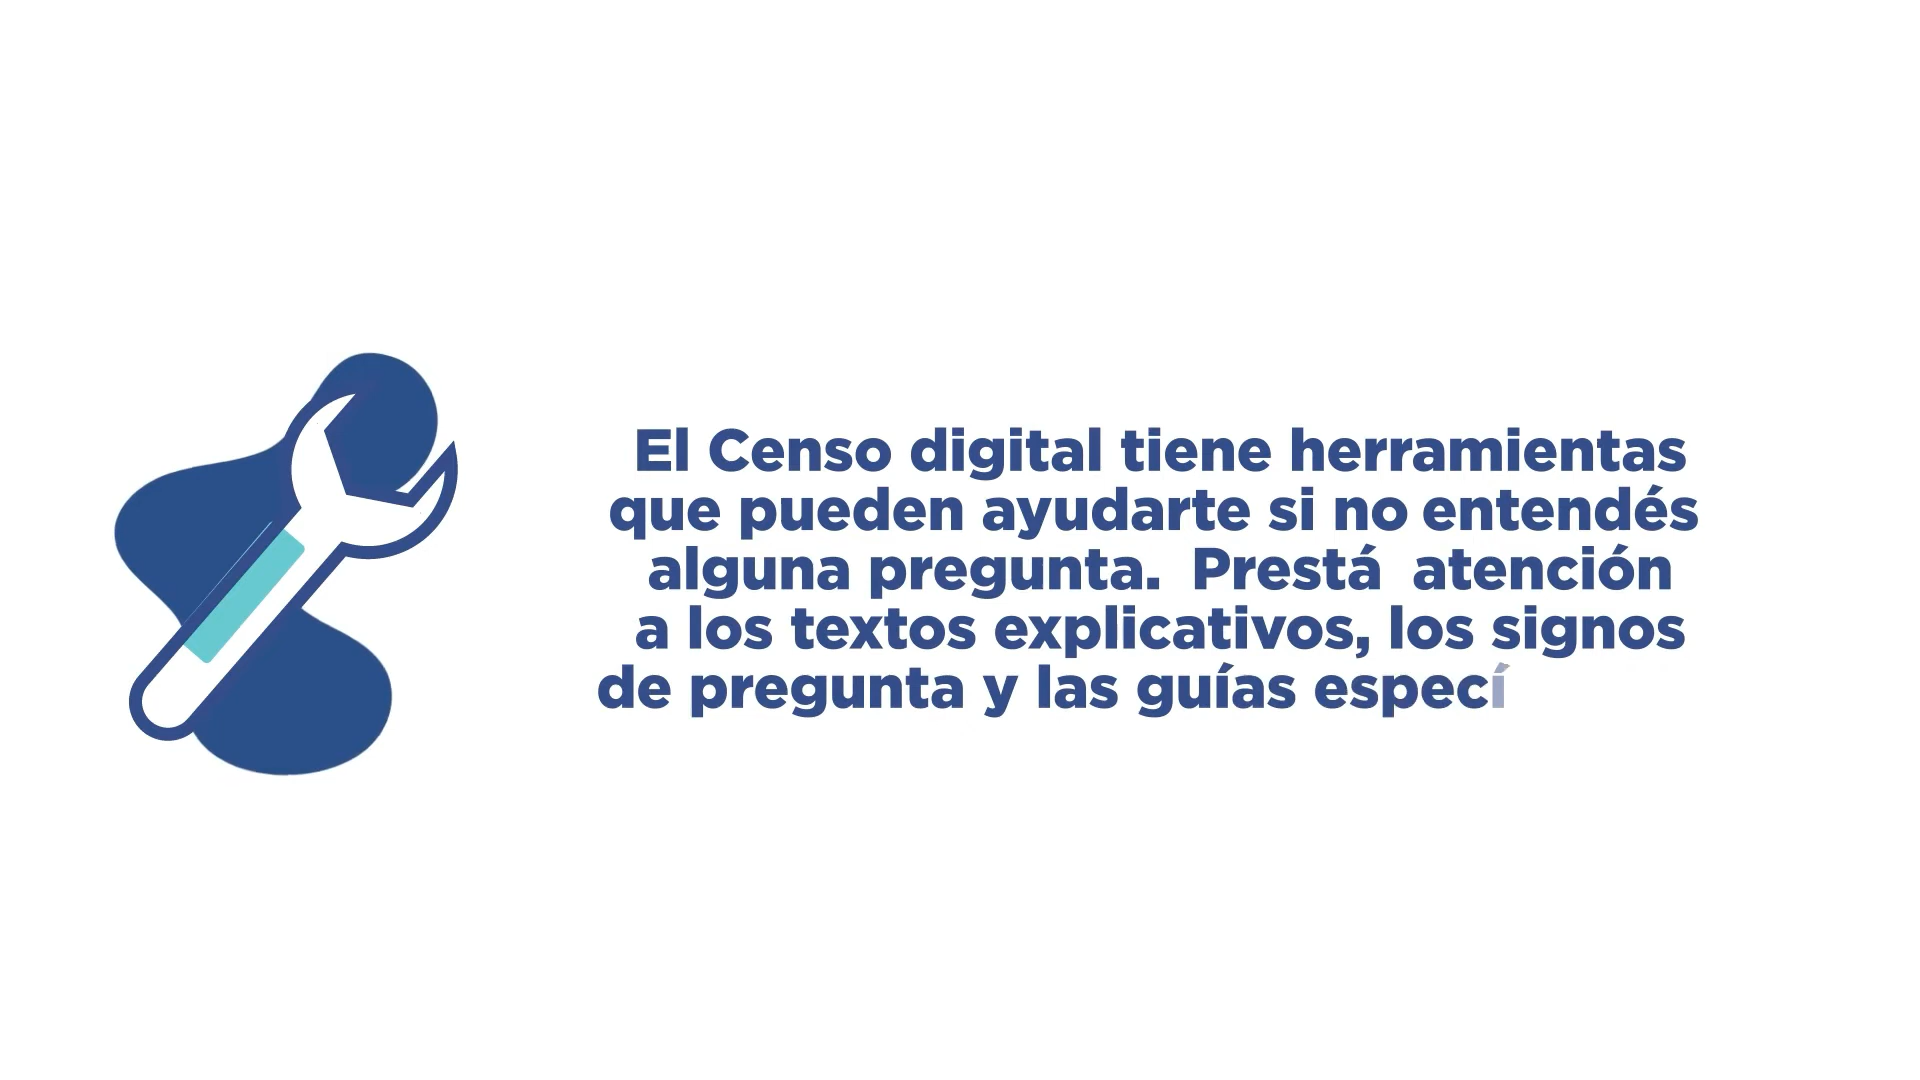 El Censo digital tiene herramientas
que pueden ayudarte si no entendés
alguna pregunta. Prestá atención
a los textos explicativos, los signos
de pregunta y las guías especí